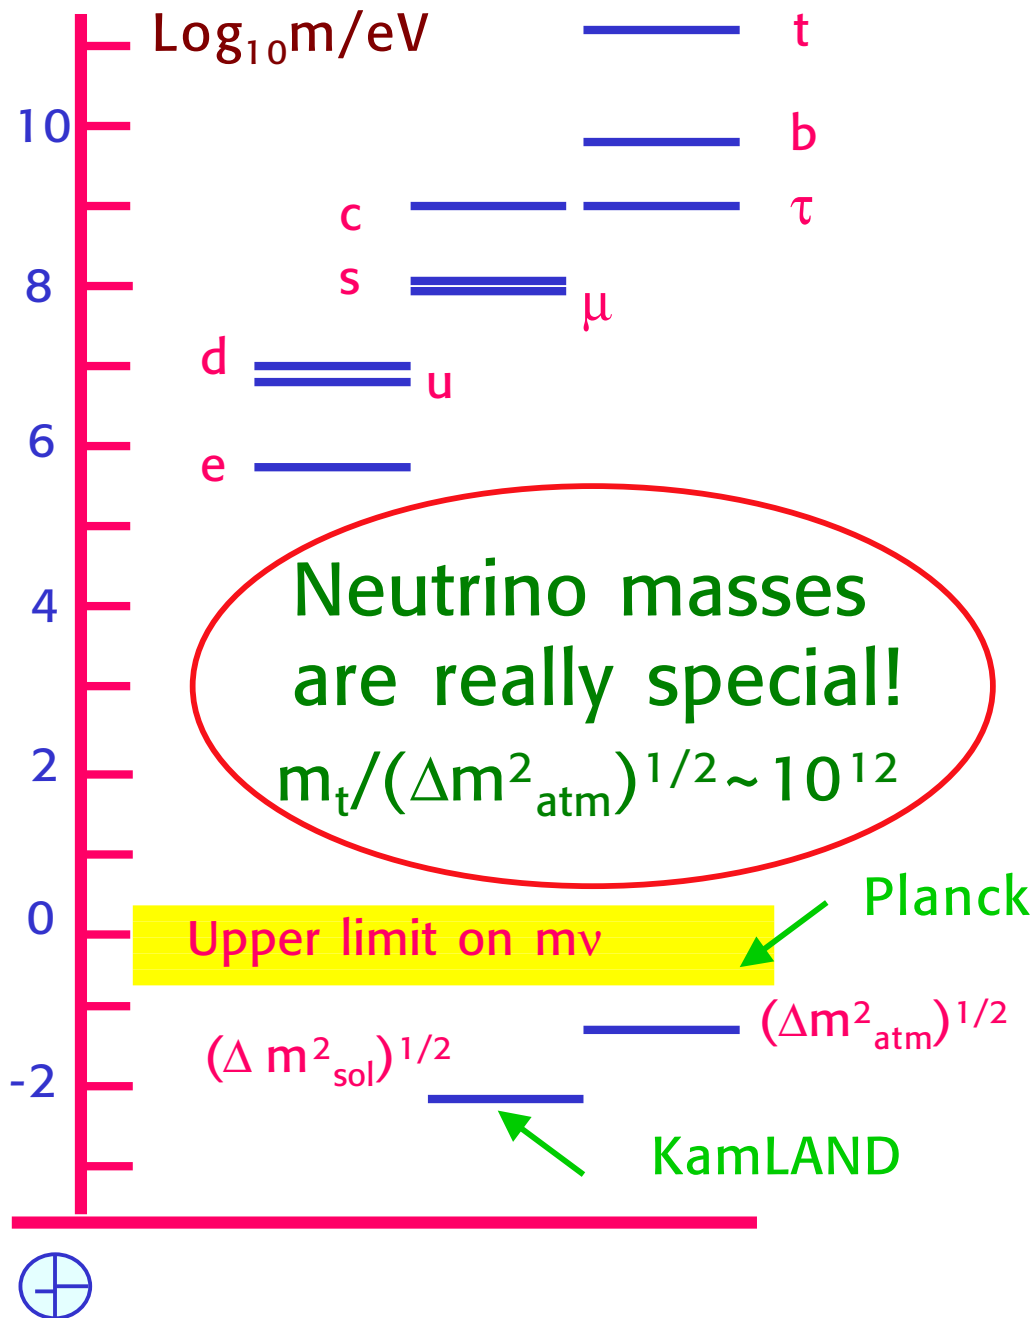 Log₁₀m/eV
t
10
b
c
τ
8
s
μ
d
u
6
e
Neutrino masses
are really special!
4
2
mₜ/(Δm²atm)¹/²~10¹²
Planck
0
Upper limit on mν
(Δm²atm)¹/²
(Δ m²sol)¹/²
-2
KamLAND